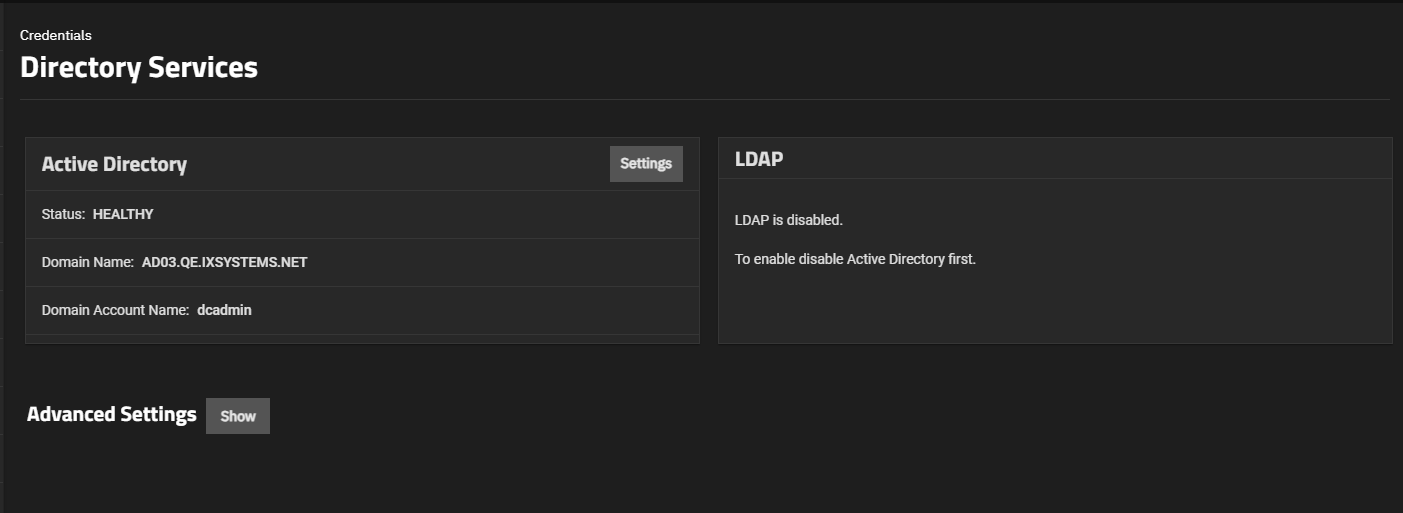 Credentials
Directory Services
Active Directory
Settings
Status: HEALTHY
Domain Name: AD03.QE.IXSYSTEMS.NET
Domain Account Name: dcadmin
LDAP
LDAP is disabled.
To enable disable Active Directory first.
Advanced Settings
Show